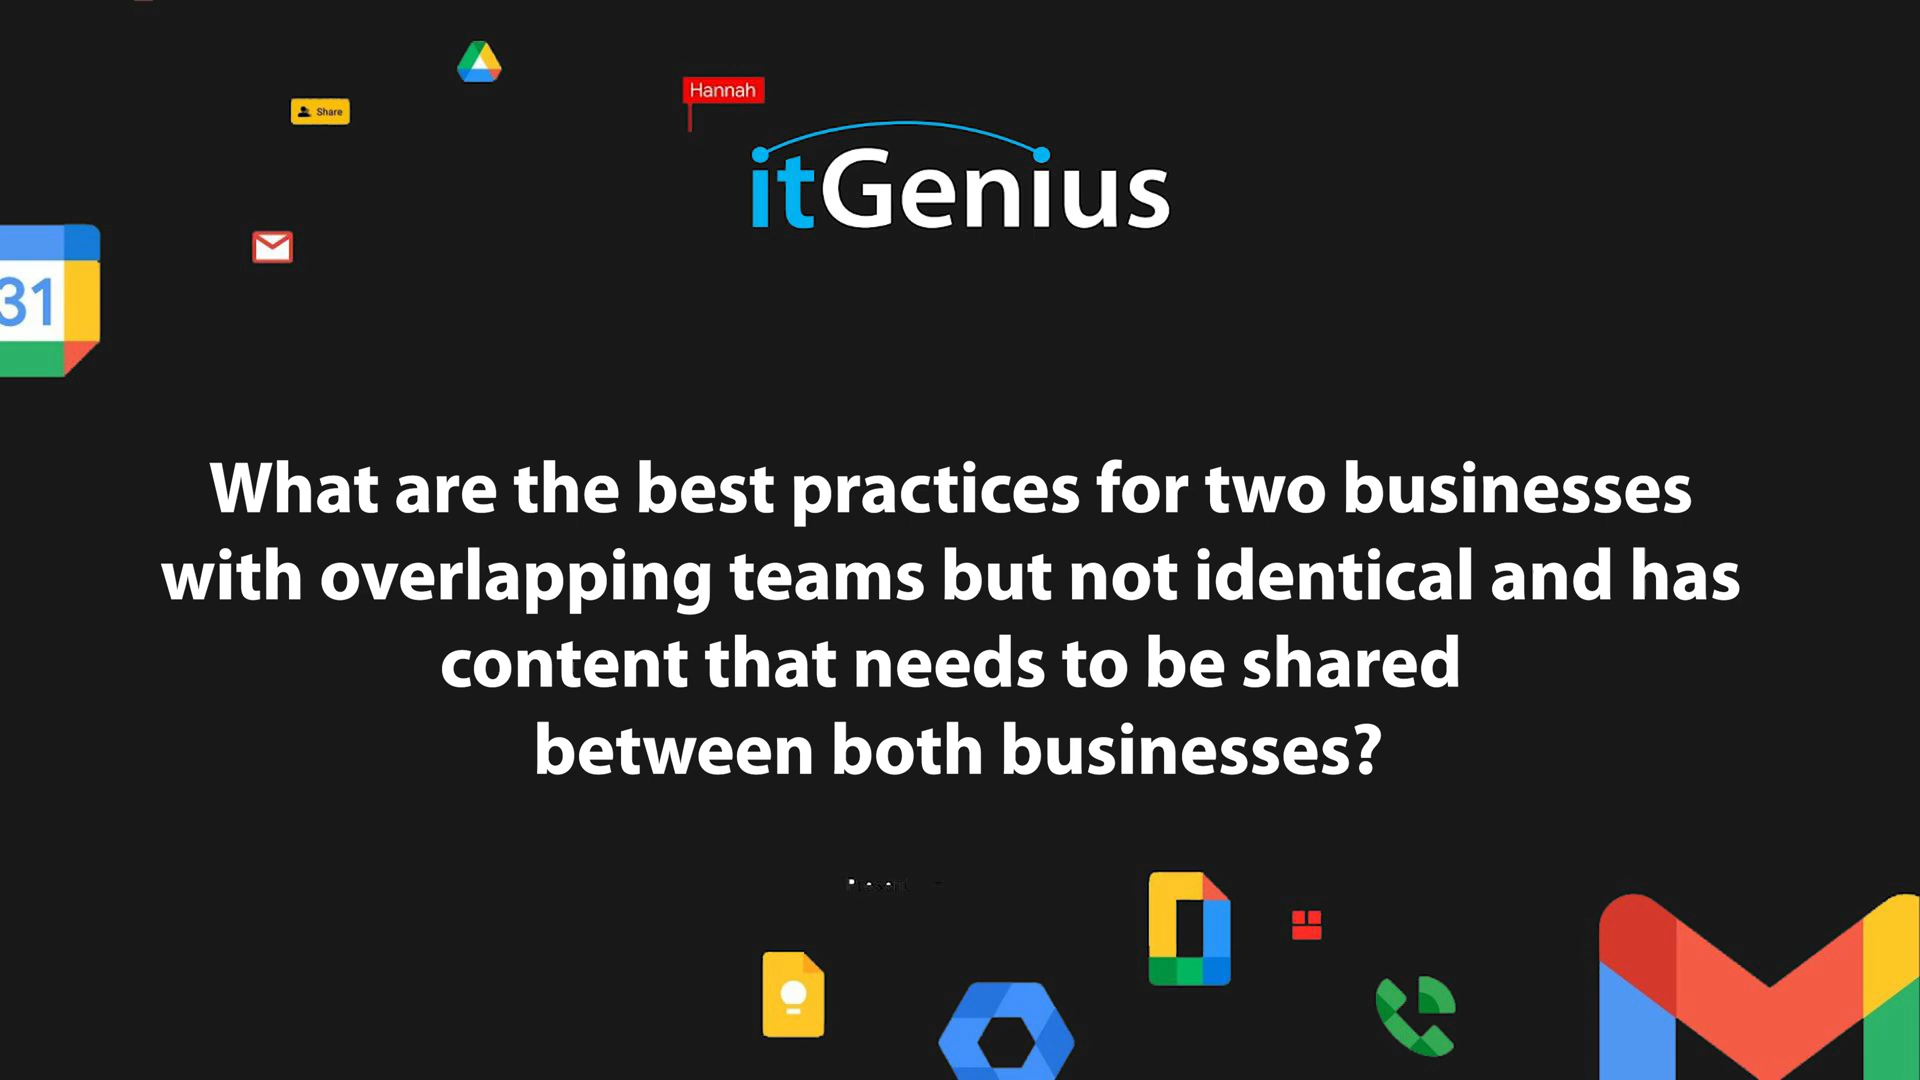 Hannah
Share
itGenius
31
What are the best practices for two businesses
with overlapping teams but not identical and has
content that needs to be shared
between both businesses?